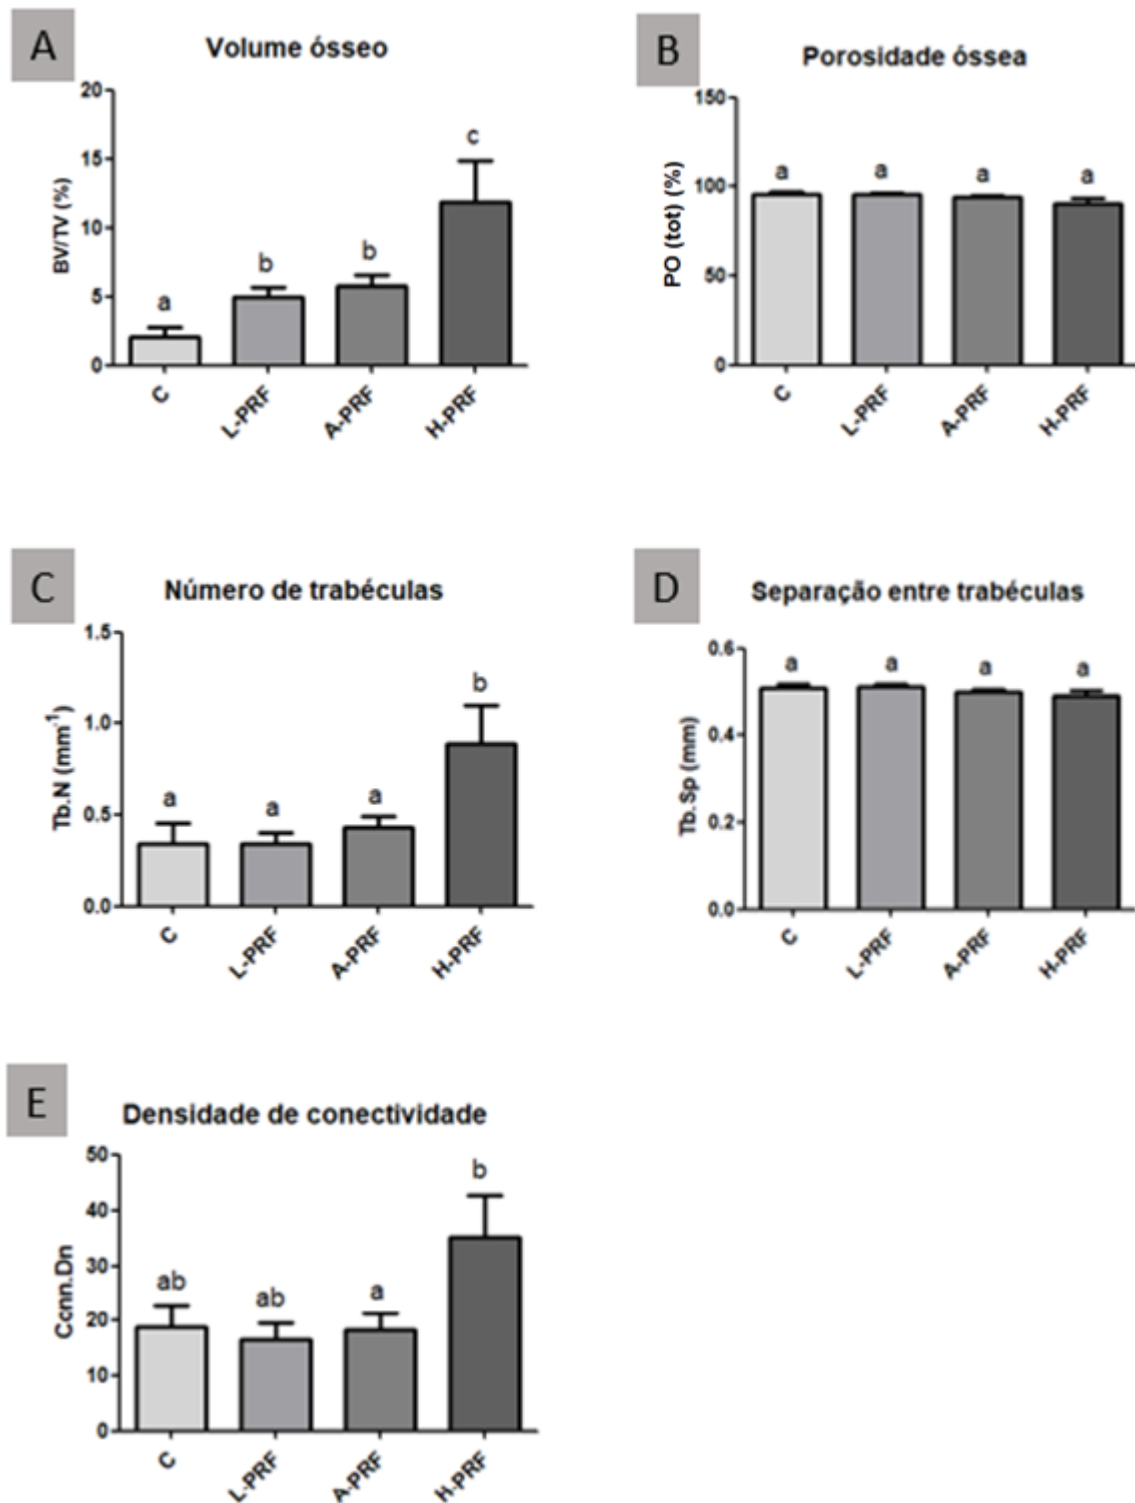 A
Volume ósseo
BV/TV (%)
20
15
10
5
0
a
b
b
c
C
L-PRF
A-PRF
H-PRF
B
Porosidade óssea
PO (tot) (%)
150
100
50
0
a
a
a
a
C
L-PRF
A-PRF
H-PRF
C
Número de trabéculas
Tb.N (mm⁻¹)
1.5
1.0
0.5
0.0
a
a
a
b
C
L-PRF
A-PRF
H-PRF
D
Separação entre trabéculas
Tb.Sp (mm)
0.6
0.4
0.2
0.0
a
a
a
a
C
L-PRF
A-PRF
H-PRF
E
Densidade de conectividade
Ccnn.Dn
50
40
30
20
10
0
ab
ab
a
b
C
L-PRF
A-PRF
H-PRF